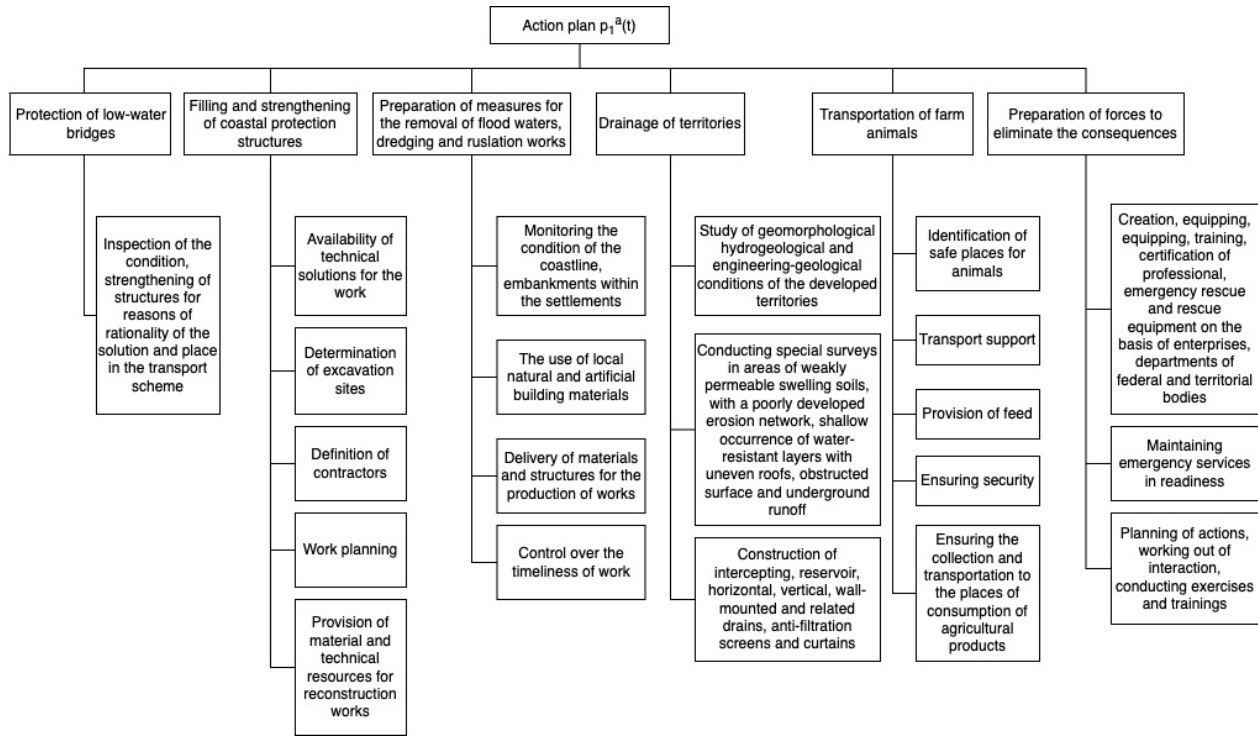 Action plan p₁ᵃ(t)
Protection of low-water
bridges
Filling and strengthening
of coastal protection
structures
Preparation of measures for
the removal of flood waters,
dredging and ruslation works
Drainage of territories
Transportation of farm
animals
Preparation of forces to
eliminate the consequences
Inspection of the
condition,
strengthening of
structures for
reasons of
rationality of the
solution and place
in the transport
scheme
Availability of
technical
solutions for the
work
Determination
of excavation
sites
Definition of
contractors
Work planning
Provision of
material and
technical
resources for
reconstruction
works
Monitoring the
condition of the
coastline,
embankments within
the settlements
The use of local
natural and artificial
building materials
Delivery of materials
and structures for the
production of works
Control over the
timeliness of work
Study of geomorphological
hydrogeological and
engineering-geological
conditions of the developed
territories
Conducting special surveys
in areas of weakly
permeable swelling soils,
with a poorly developed
erosion network, shallow
occurrence of water-
resistant layers with
uneven roofs, obstructed
surface and underground
runoff
Construction of
intercepting, reservoir,
horizontal, vertical, wall-
mounted and related
drains, anti-filtration
screens and curtains
Identification of
safe places for
animals
Transport support
Provision of feed
Ensuring security
Ensuring the
collection and
transportation to
the places of
consumption of
agricultural
products
Creation, equipping,
equipping, training,
certification of
professional,
emergency rescue
and rescue
equipment on the
basis of enterprises,
departments of
federal and territorial
bodies
Maintaining
emergency services
in readiness
Planning of actions,
working out of
interaction,
conducting exercises
and trainings